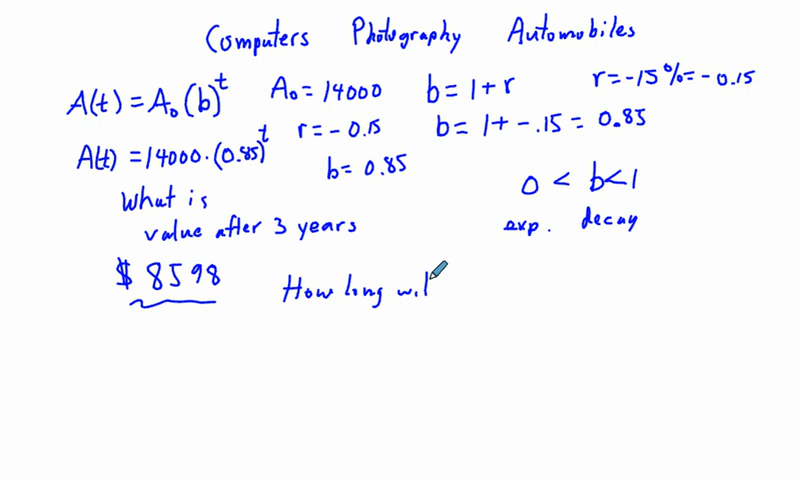 Computers Photography Automobiles
A(t) = A₀(b)ᵗ A₀ = 14000 b = 1 + r r = -15% = -0.15
A(t) = 14000·(0.85)ᵗ r = -0.15 b = 1 + -.15 = 0.85
b = 0.85
What is
value after 3 years
0 < b < 1
exp. decay
$ 8598
How long wil